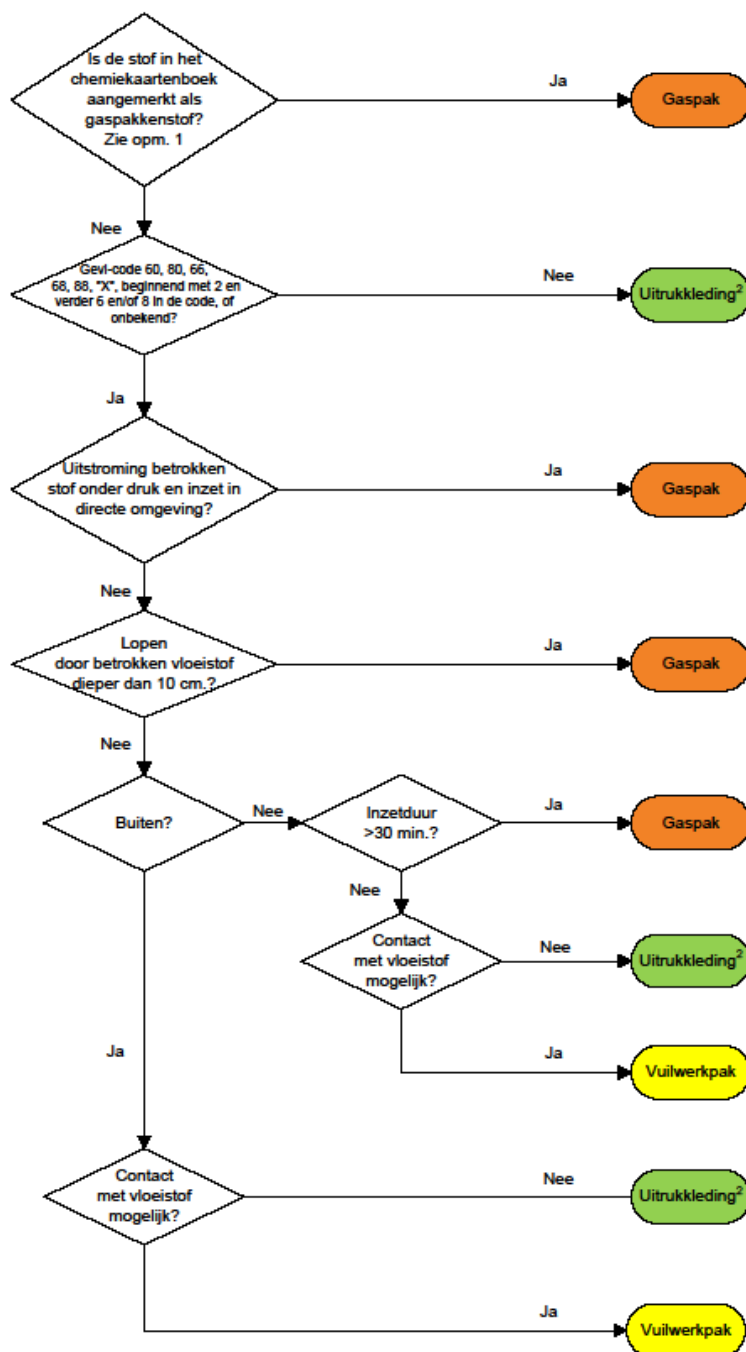 Is de stof in het
chemiekaartenboek
aangemerkt als
gaspakkenstof?
Zie opm. 1
Ja
Gaspak
Nee
Gevi-code 60, 80, 66,
68, 88, "X", beginnend met 2 en
verder 6 en/of 8 in de code, of
onbekend?
Nee
Uitrukkleding²
Ja
Uitstroming betrokken
stof onder druk en inzet in
directe omgeving?
Ja
Gaspak
Nee
Lopen
door betrokken vloeistof
dieper dan 10 cm.?
Ja
Gaspak
Nee
Buiten?
Nee
Inzetduur
>30 min.?
Ja
Gaspak
Nee
Contact
met vloeistof
mogelijk?
Nee
Uitrukkleding²
Ja
Vuilwerkpak
Ja
Contact
met vloeistof
mogelijk?
Nee
Uitrukkleding²
Ja
Vuilwerkpak